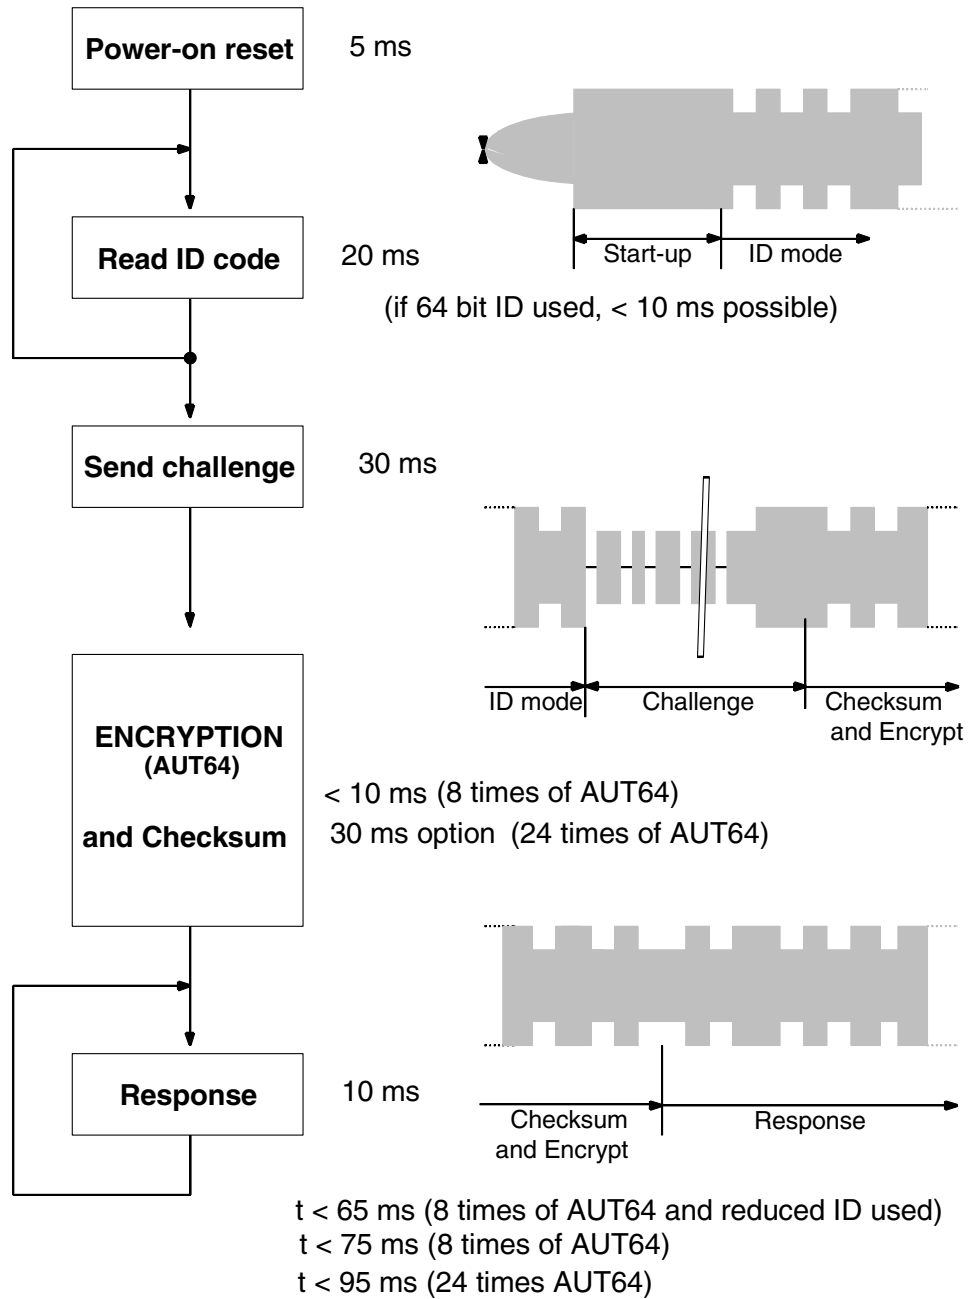 Power-on reset
5 ms
Read ID code
20 ms
Start-up
ID mode
(if 64 bit ID used, < 10 ms possible)
Send challenge
30 ms
ID mode
Challenge
Checksum
and Encrypt
ENCRYPTION
(AUT64)
and Checksum
< 10 ms (8 times of AUT64)
30 ms option (24 times of AUT64)
Response
10 ms
Checksum
and Encrypt
Response
t < 65 ms (8 times of AUT64 and reduced ID used)
t < 75 ms (8 times of AUT64)
t < 95 ms (24 times AUT64)